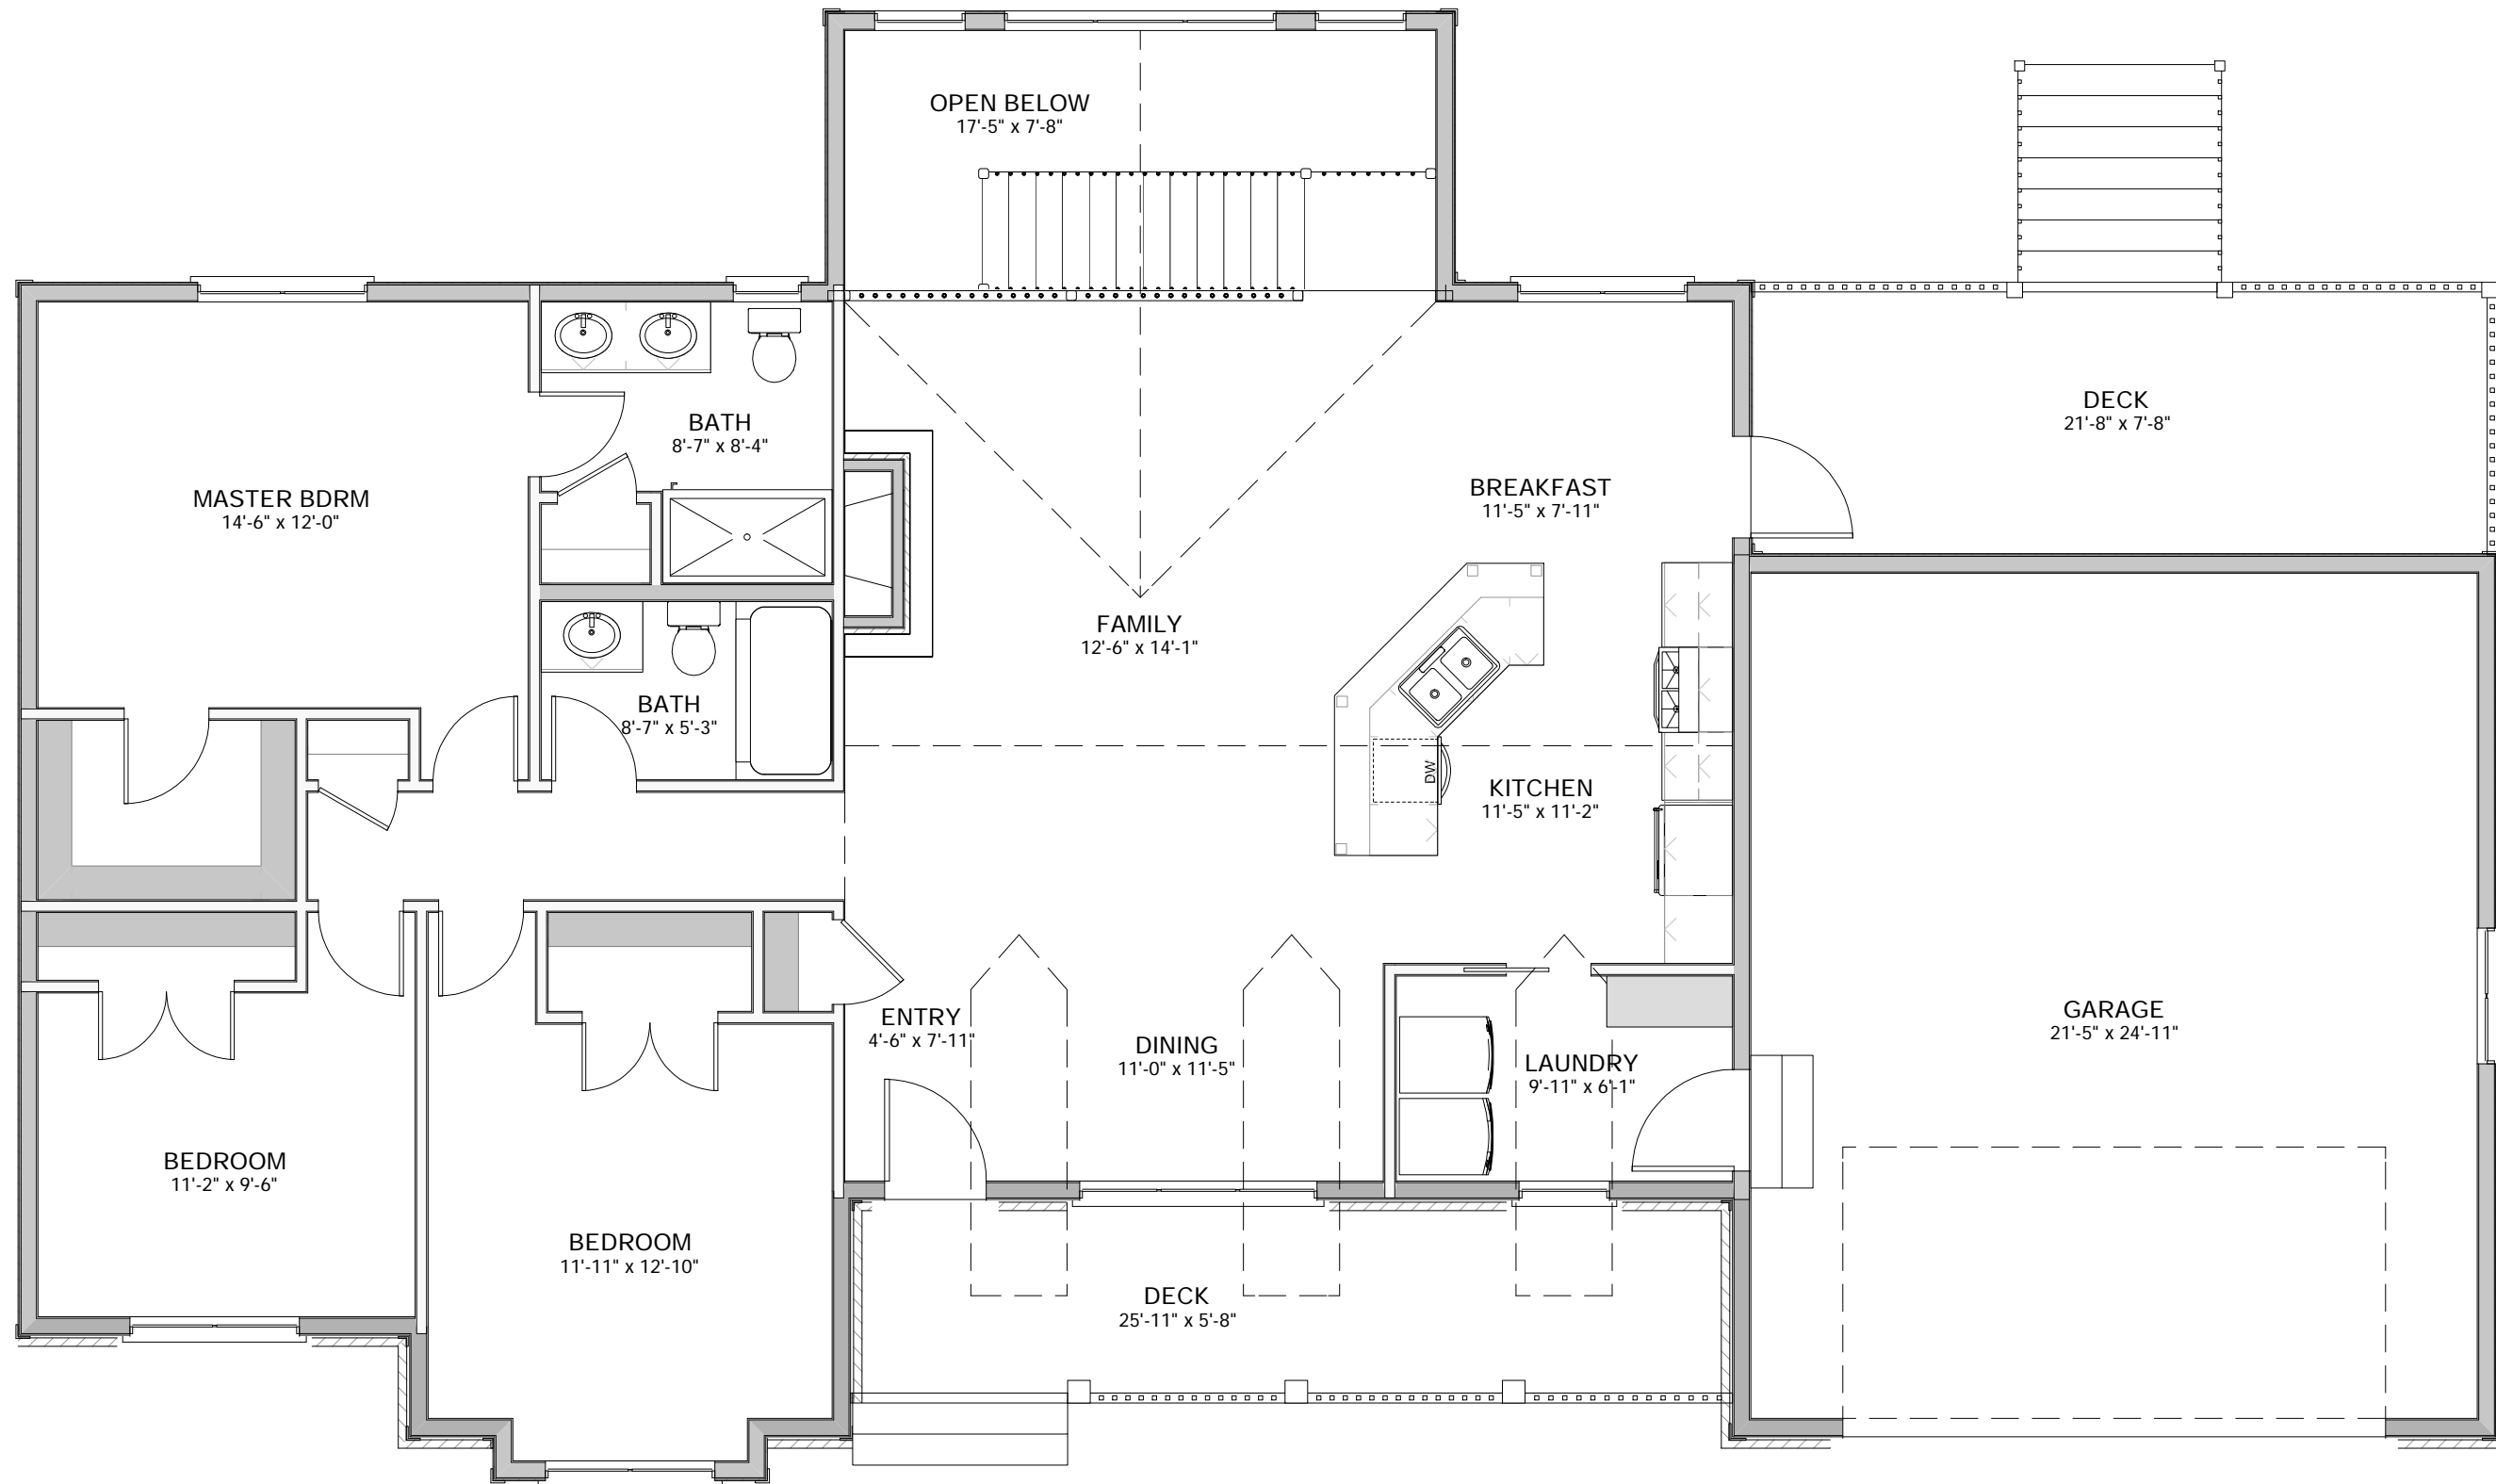 OPEN BELOW
17'-5" x 7'-8"
DECK
21'-8" x 7'-8"
BATH
8'-7" x 8'-4"
MASTER BDRM
14'-6" x 12'-0"
BREAKFAST
11'-5" x 7'-11"
FAMILY
12'-6" x 14'-1"
BATH
8'-7" x 5'-3"
DW
KITCHEN
11'-5" x 11'-2"
ENTRY
4'-6" x 7'-11"
DINING
11'-0" x 11'-5"
LAUNDRY
9'-11" x 6'-1"
GARAGE
21'-5" x 24'-11"
BEDROOM
11'-2" x 9'-6"
BEDROOM
11'-11" x 12'-10"
DECK
25'-11" x 5'-8"